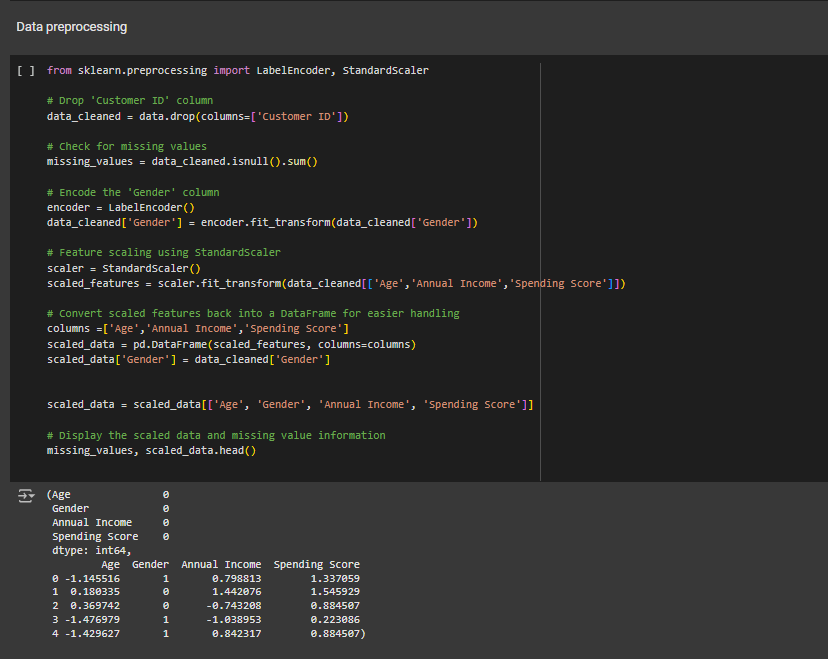 Data preprocessing
[ ] from sklearn.preprocessing import LabelEncoder, StandardScaler
# Drop 'Customer ID' column
data_cleaned = data.drop(columns=['Customer ID'])
# Check for missing values
missing_values = data_cleaned.isnull().sum()
# Encode the 'Gender' column
encoder = LabelEncoder()
data_cleaned['Gender'] = encoder.fit_transform(data_cleaned['Gender'])
# Feature scaling using StandardScaler
scaler = StandardScaler()
scaled_features = scaler.fit_transform(data_cleaned[['Age','Annual Income','Spending Score']])
# Convert scaled features back into a DataFrame for easier handling
columns =['Age','Annual Income','Spending Score']
scaled_data = pd.DataFrame(scaled_features, columns=columns)
scaled_data['Gender'] = data_cleaned['Gender']
scaled_data = scaled_data[['Age', 'Gender', 'Annual Income', 'Spending Score']]
# Display the scaled data and missing value information
missing_values, scaled_data.head()
(Age               0
 Gender            0
 Annual Income     0
 Spending Score    0
 dtype: int64,
         Age  Gender  Annual Income  Spending Score
 0 -1.145516       1       0.798813        1.337059
 1  0.180335       0       1.442076        1.545929
 2  0.369742       0      -0.743208        0.884507
 3 -1.476979       1      -1.038953        0.223086
 4 -1.429627       1       0.842317        0.884507)